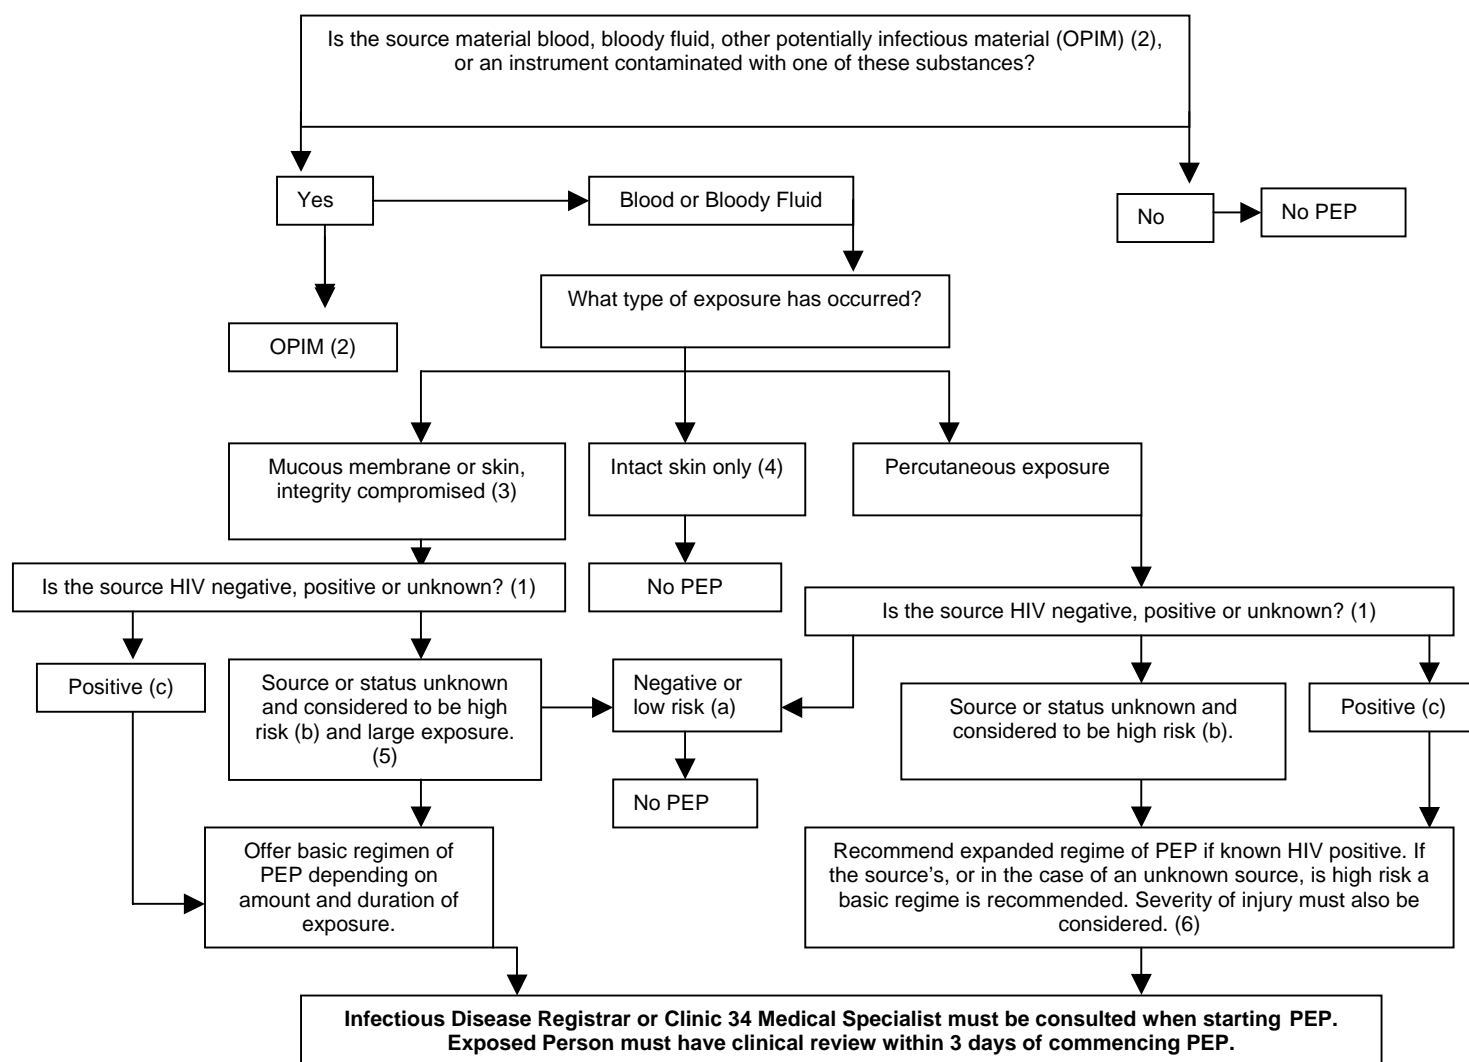 Is the source material blood, bloody fluid, other potentially infectious material (OPIM) (2),
or an instrument contaminated with one of these substances?
Yes
Blood or Bloody Fluid
No
No PEP
What type of exposure has occurred?
OPIM (2)
Mucous membrane or skin,
integrity compromised (3)
Intact skin only (4)
Percutaneous exposure
Is the source HIV negative, positive or unknown? (1)
No PEP
Is the source HIV negative, positive or unknown? (1)
Positive (c)
Source or status unknown
and considered to be high
risk (b) and large exposure.
(5)
Negative or
low risk (a)
Source or status unknown and
considered to be high risk (b).
Positive (c)
No PEP
Offer basic regimen of
PEP depending on
amount and duration of
exposure.
Recommend expanded regime of PEP if known HIV positive. If
the source's, or in the case of an unknown source, is high risk a
basic regime is recommended. Severity of injury must also be
considered. (6)
Infectious Disease Registrar or Clinic 34 Medical Specialist must be consulted when starting PEP.
Exposed Person must have clinical review within 3 days of commencing PEP.